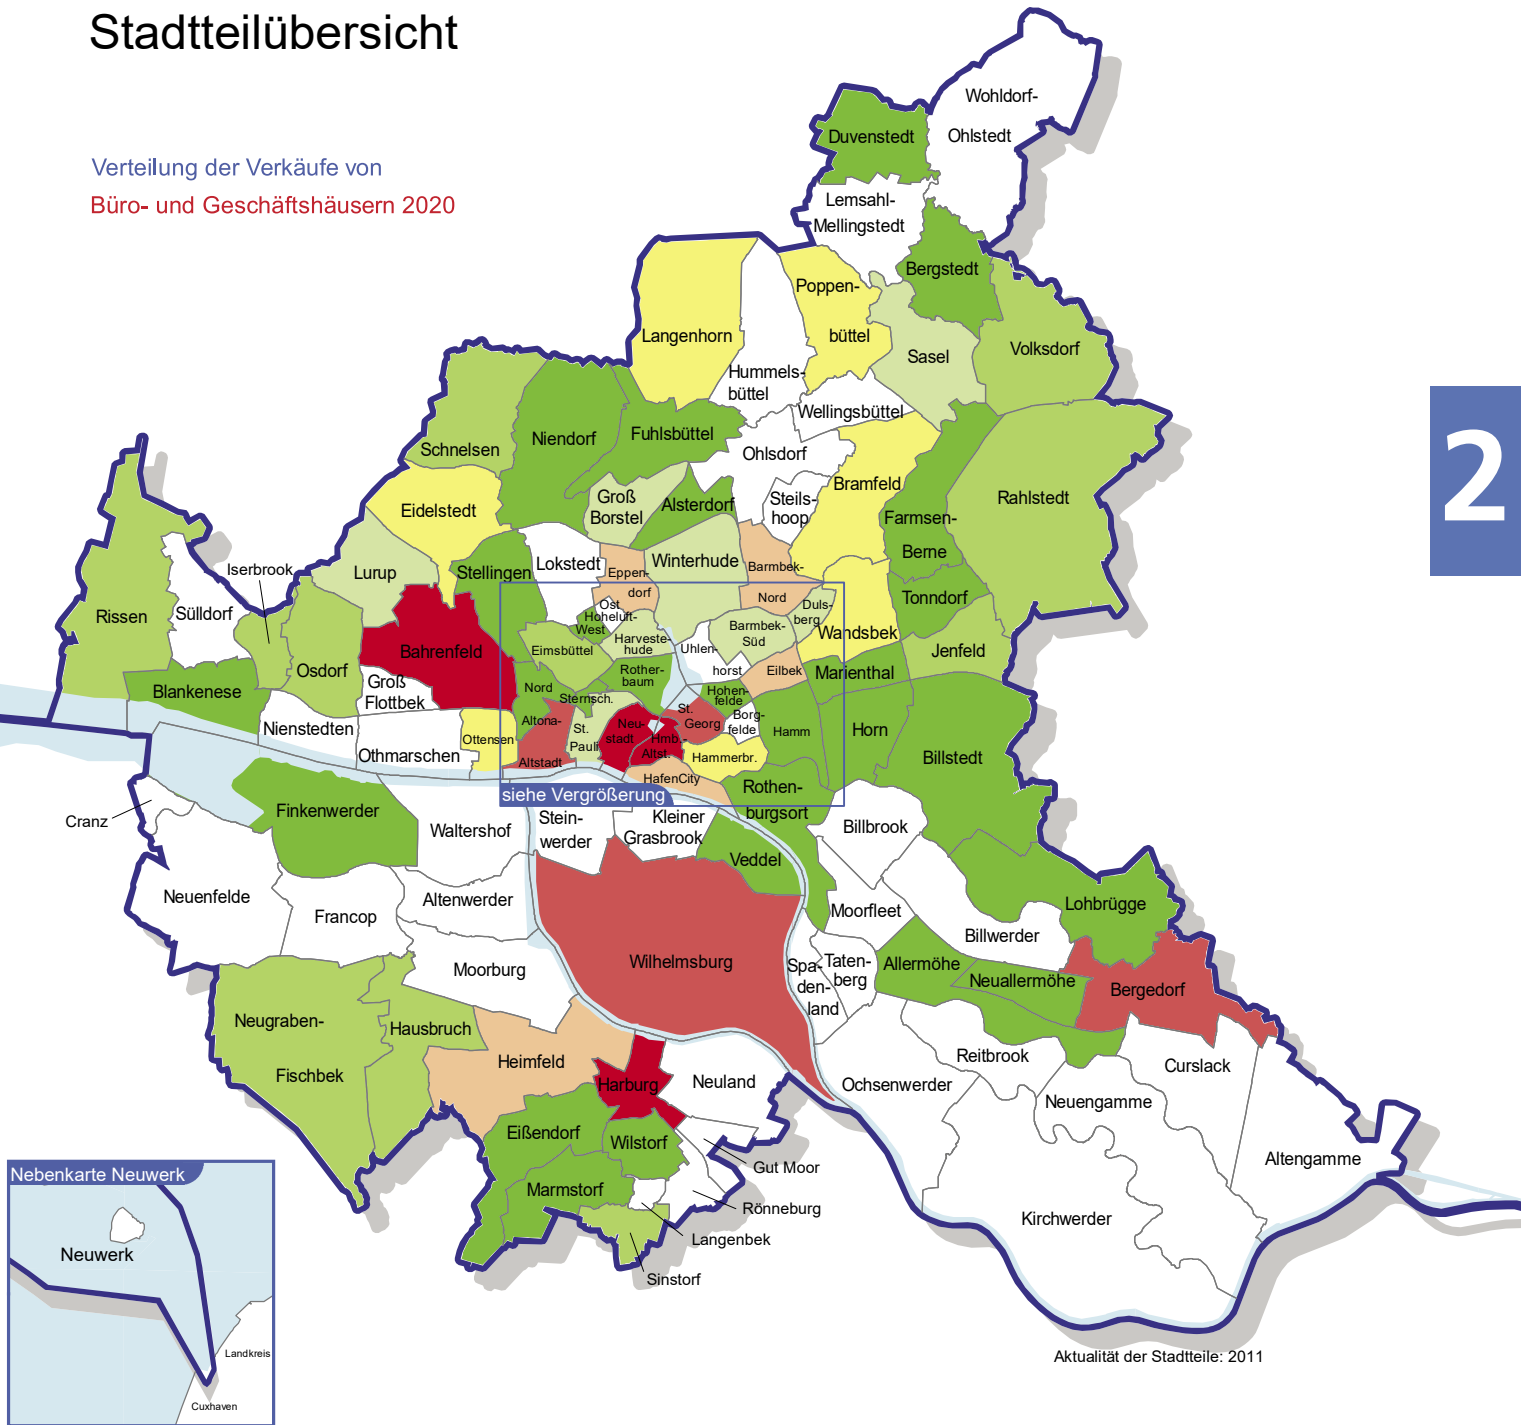 Stadtteilübersicht
Verteilung der Verkäufe von
Büro- und Geschäftshäusern 2020
2
Wohldorf-
Ohlstedt
Duvenstedt
Lemsahl-
Mellingstedt
Bergstedt
Poppen-
büttel
Langenhorn
Sasel
Volksdorf
Hummels-
büttel
Wellingsbüttel
Schnelsen
Niendorf
Fuhlsbüttel
Ohlsdorf
Bramfeld
Rahlstedt
Eidelstedt
Groß
Borstel
Alsterdorf
Steils-
hoop
Farmsen-
Berne
Iserbrook
Lurup
Stellingen
Lokstedt
Eppen-
dorf
Winterhude
Barmbek-
Nord
Duls-
berg
Tonndorf
Rissen
Sülldorf
Ost
Hoheluft-
West
Barmbek-
Süd
Wandsbek
Osdorf
Bahrenfeld
Eimsbüttel
Harveste-
hude
Uhlen-
horst
Eilbek
Marienthal
Jenfeld
Blankenese
Groß
Flottbek
Nord
Sternsch.
Rother-
baum
Hohen-
felde
Nienstedten
Othmarschen
Ottensen
Altona-
Altstadt
St.
Pauli
Neu-
stadt
Hmb.-
Altst.
St.
Georg
Borg-
felde
Hamm
Horn
Billstedt
Hammerbr.
HafenCity
siehe Vergrößerung
Rothen-
burgsort
Cranz
Finkenwerder
Waltershof
Stein-
werder
Kleiner
Grasbrook
Billbrook
Veddel
Neuenfelde
Francop
Altenwerder
Moorfleet
Lohbrügge
Billwerder
Moorburg
Wilhelmsburg
Spa-
den-
land
Taten-
berg
Allermöhe
Neuallermöhe
Bergedorf
Neugraben-
Fischbek
Hausbruch
Heimfeld
Harburg
Neuland
Ochsenwerder
Reitbrook
Curslack
Neuengamme
Eißendorf
Wilstorf
Gut Moor
Altengamme
Marmstorf
Rönneburg
Kirchwerder
Langenbek
Sinstorf
Nebenkarte Neuwerk
Neuwerk
Landkreis
Cuxhaven
Aktualität der Stadtteile: 2011